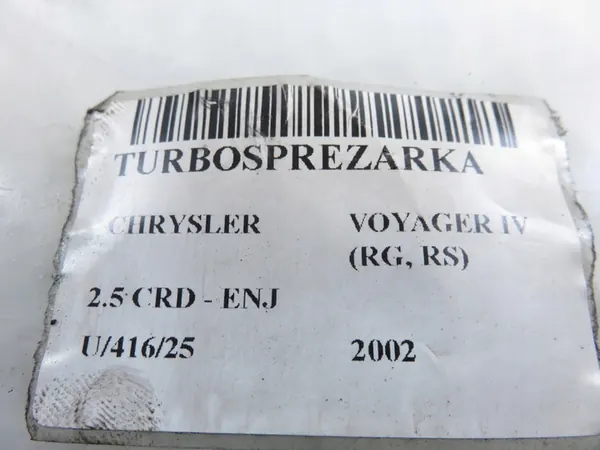 TURBOSPREZARKA
CHRYSLER VOYAGER IV
(RG, RS)
2.5 CRD - ENJ
U/416/25 2002